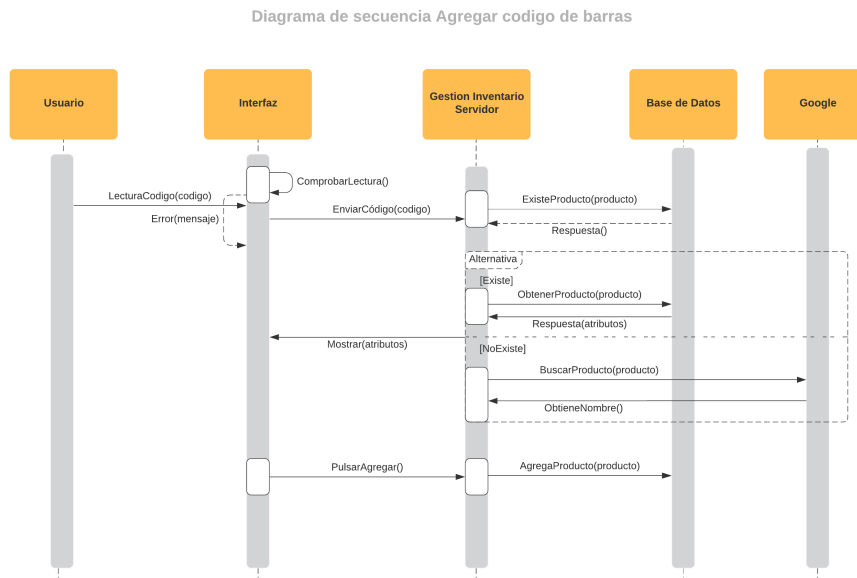 Diagrama de secuencia Agregar codigo de barras
Usuario
Interfaz
Gestion Inventario
Servidor
Base de Datos
Google
ComprobarLectura()
LecturaCodigo(codigo)
ExisteProducto(producto)
EnviarCódigo(codigo)
Error(mensaje)
Respuesta()
Alternativa
[Existe]
ObtenerProducto(producto)
Respuesta(atributos)
Mostrar(atributos)
[NoExiste]
BuscarProducto(producto)
ObtieneNombre()
PulsarAgregar()
AgregaProducto(producto)